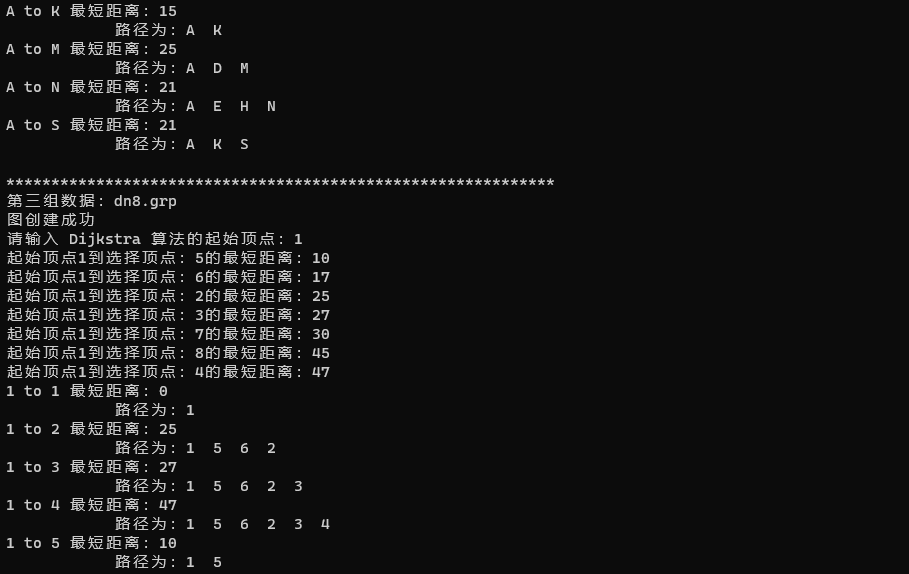 A to K 最短距离: 15
路径为: A  K
A to M 最短距离: 25
路径为: A  D  M
A to N 最短距离: 21
路径为: A  E  H  N
A to S 最短距离: 21
路径为: A  K  S
*************************************************************
第三组数据: dn8.grp
图创建成功
请输入 Dijkstra 算法的起始顶点: 1
起始顶点1到选择顶点: 5的最短距离: 10
起始顶点1到选择顶点: 6的最短距离: 17
起始顶点1到选择顶点: 2的最短距离: 25
起始顶点1到选择顶点: 3的最短距离: 27
起始顶点1到选择顶点: 7的最短距离: 30
起始顶点1到选择顶点: 8的最短距离: 45
起始顶点1到选择顶点: 4的最短距离: 47
1 to 1 最短距离: 0
路径为: 1
1 to 2 最短距离: 25
路径为: 1  5  6  2
1 to 3 最短距离: 27
路径为: 1  5  6  2  3
1 to 4 最短距离: 47
路径为: 1  5  6  2  3  4
1 to 5 最短距离: 10
路径为: 1  5